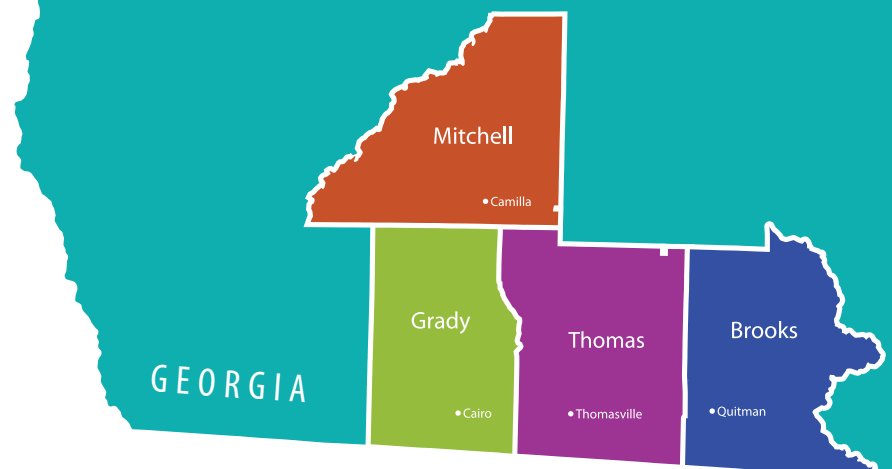 Mitchell
Camilla
Grady
Thomas
Brooks
GEORGIA
Cairo
Thomasville
Quitman